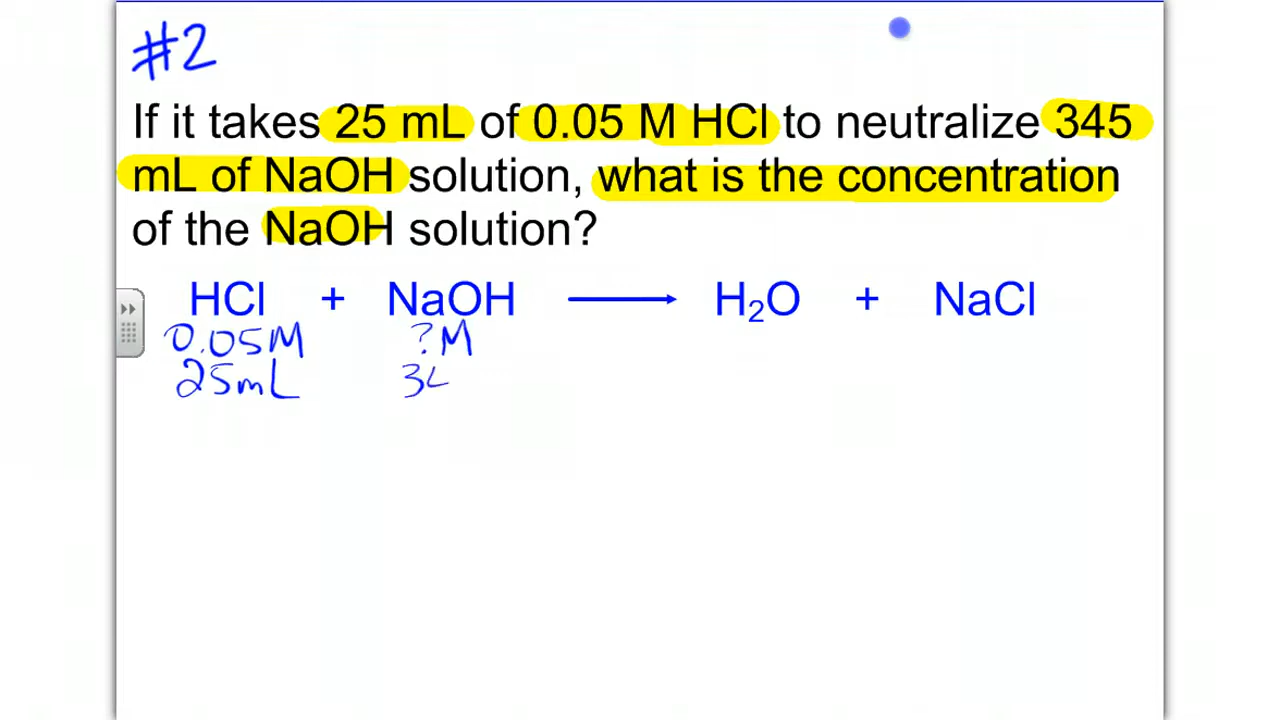 #2
If it takes 25 mL of 0.05 M HCl to neutralize 345
mL of NaOH solution, what is the concentration
of the NaOH solution?
HCl + NaOH ⟶ H₂O + NaCl
0.05M ?M
25mL 34